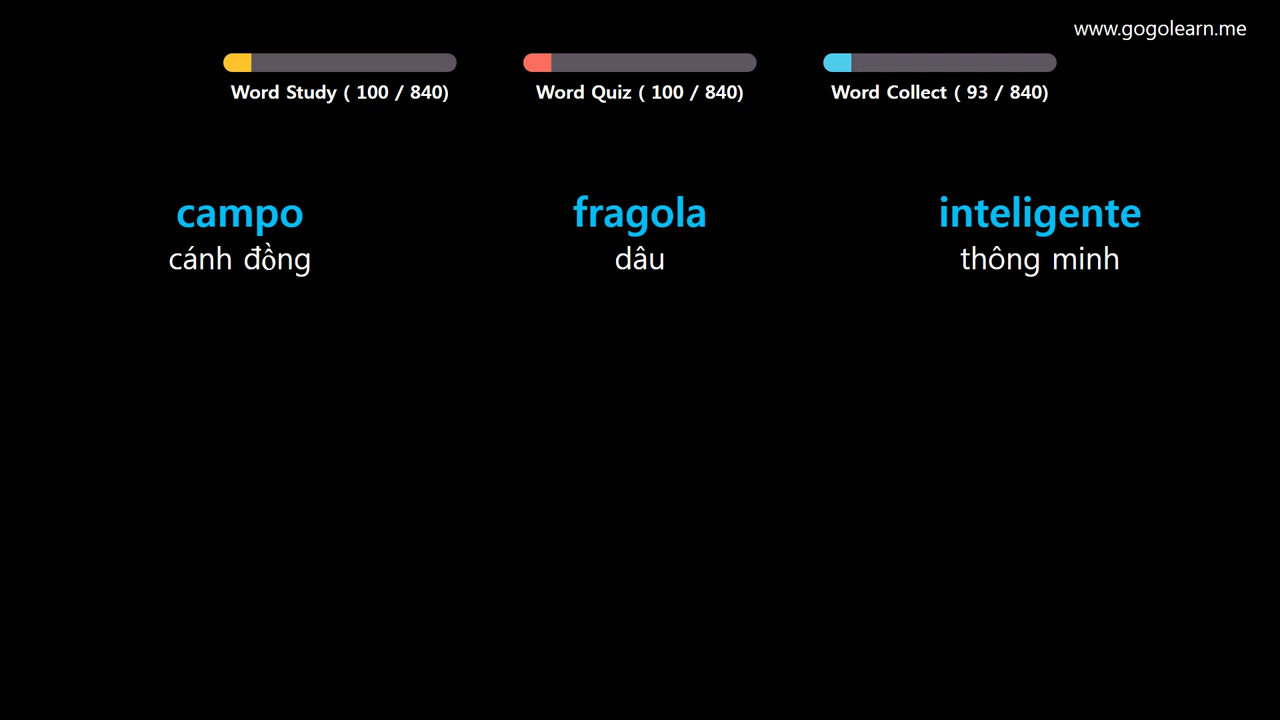 www.gogolearn.me
Word Study ( 100 / 840)
Word Quiz ( 100 / 840)
Word Collect ( 93 / 840)
campo
cánh đồng
fragola
dâu
inteligente
thông minh